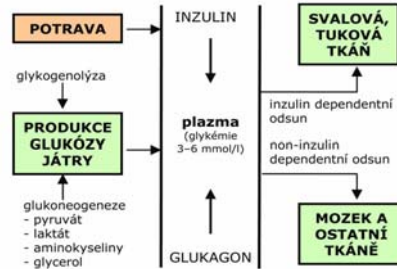 POTRAVA
glykogenolýza
PRODUKCE
GLUKÓZY
JÁTRY
glukoneogeneze
- pyruvát
- laktát
- aminokyseliny
- glycerol
INZULIN
plazma
(glykémie
3–6 mmol/l)
GLUKAGON
SVALOVÁ,
TUKOVÁ
TKÁŇ
inzulin dependentní
odsun
non-inzulin
dependentní odsun
MOZEK A
OSTATNÍ
TKÁNĚ